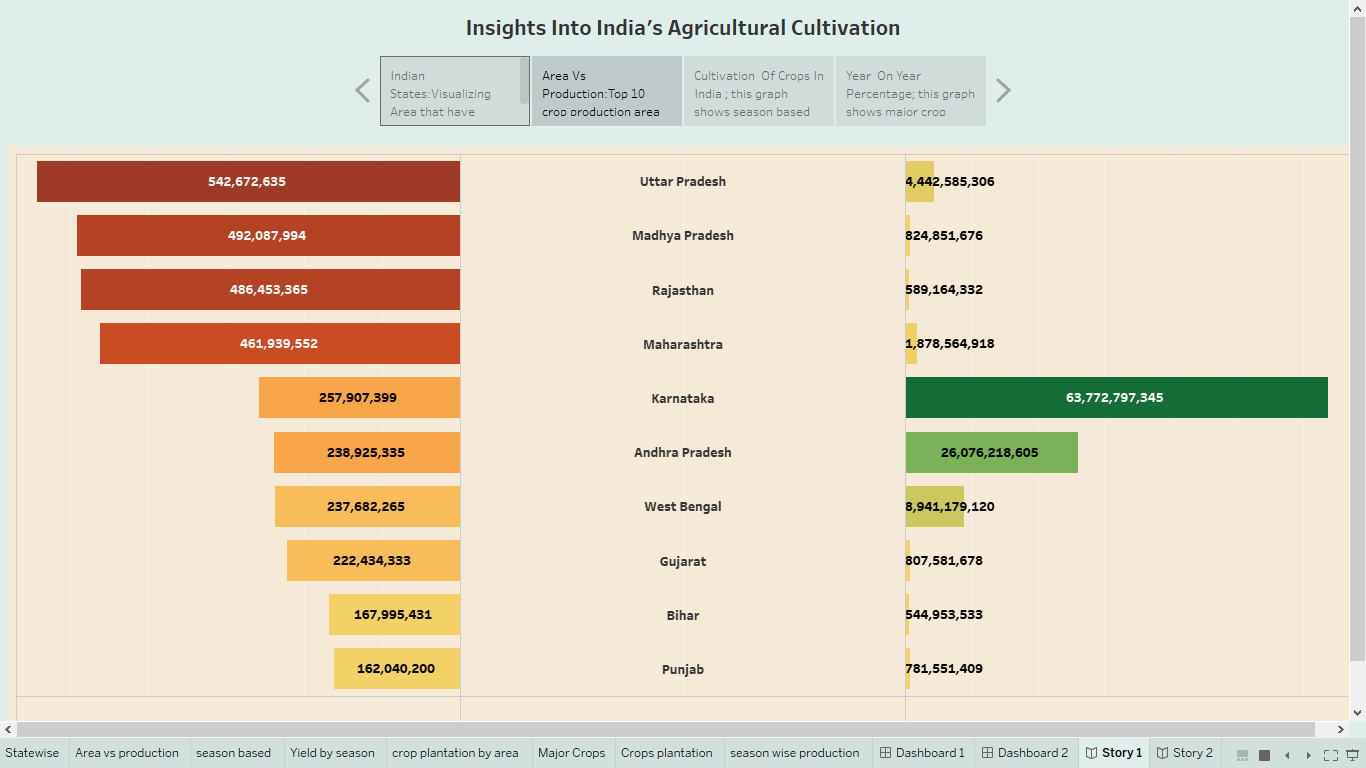 Insights Into India's Agricultural Cultivation
Indian
States:Visualizing
Area that have
Area Vs
Production:Top 10
crop production area
Cultivation Of Crops In
India ; this graph
shows season based
Year On Year
Percentage; this graph
shows major crop
542,672,635 Uttar Pradesh 4,442,585,306
492,087,994 Madhya Pradesh 824,851,676
486,453,365 Rajasthan 589,164,332
461,939,552 Maharashtra 1,878,564,918
257,907,399 Karnataka 63,772,797,345
238,925,335 Andhra Pradesh 26,076,218,605
237,682,265 West Bengal 8,941,179,120
222,434,333 Gujarat 807,581,678
167,995,431 Bihar 544,953,533
162,040,200 Punjab 781,551,409
Statewise Area vs production season based Yield by season crop plantation by area Major Crops Crops plantation season wise production Dashboard 1 Dashboard 2 Story 1 Story 2